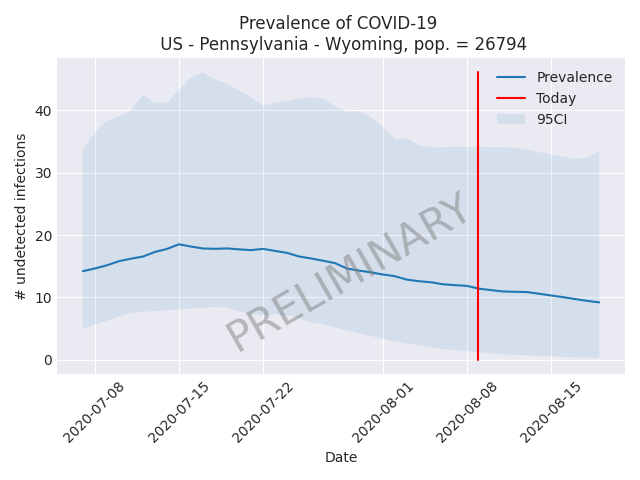 Prevalence of COVID-19
US - Pennsylvania - Wyoming, pop. = 26794
Prevalence
Today
95CI
40
30
20
10
0
# undetected infections
PRELIMINARY
2020-07-08
2020-07-15
2020-07-22
2020-08-01
2020-08-08
2020-08-15
Date